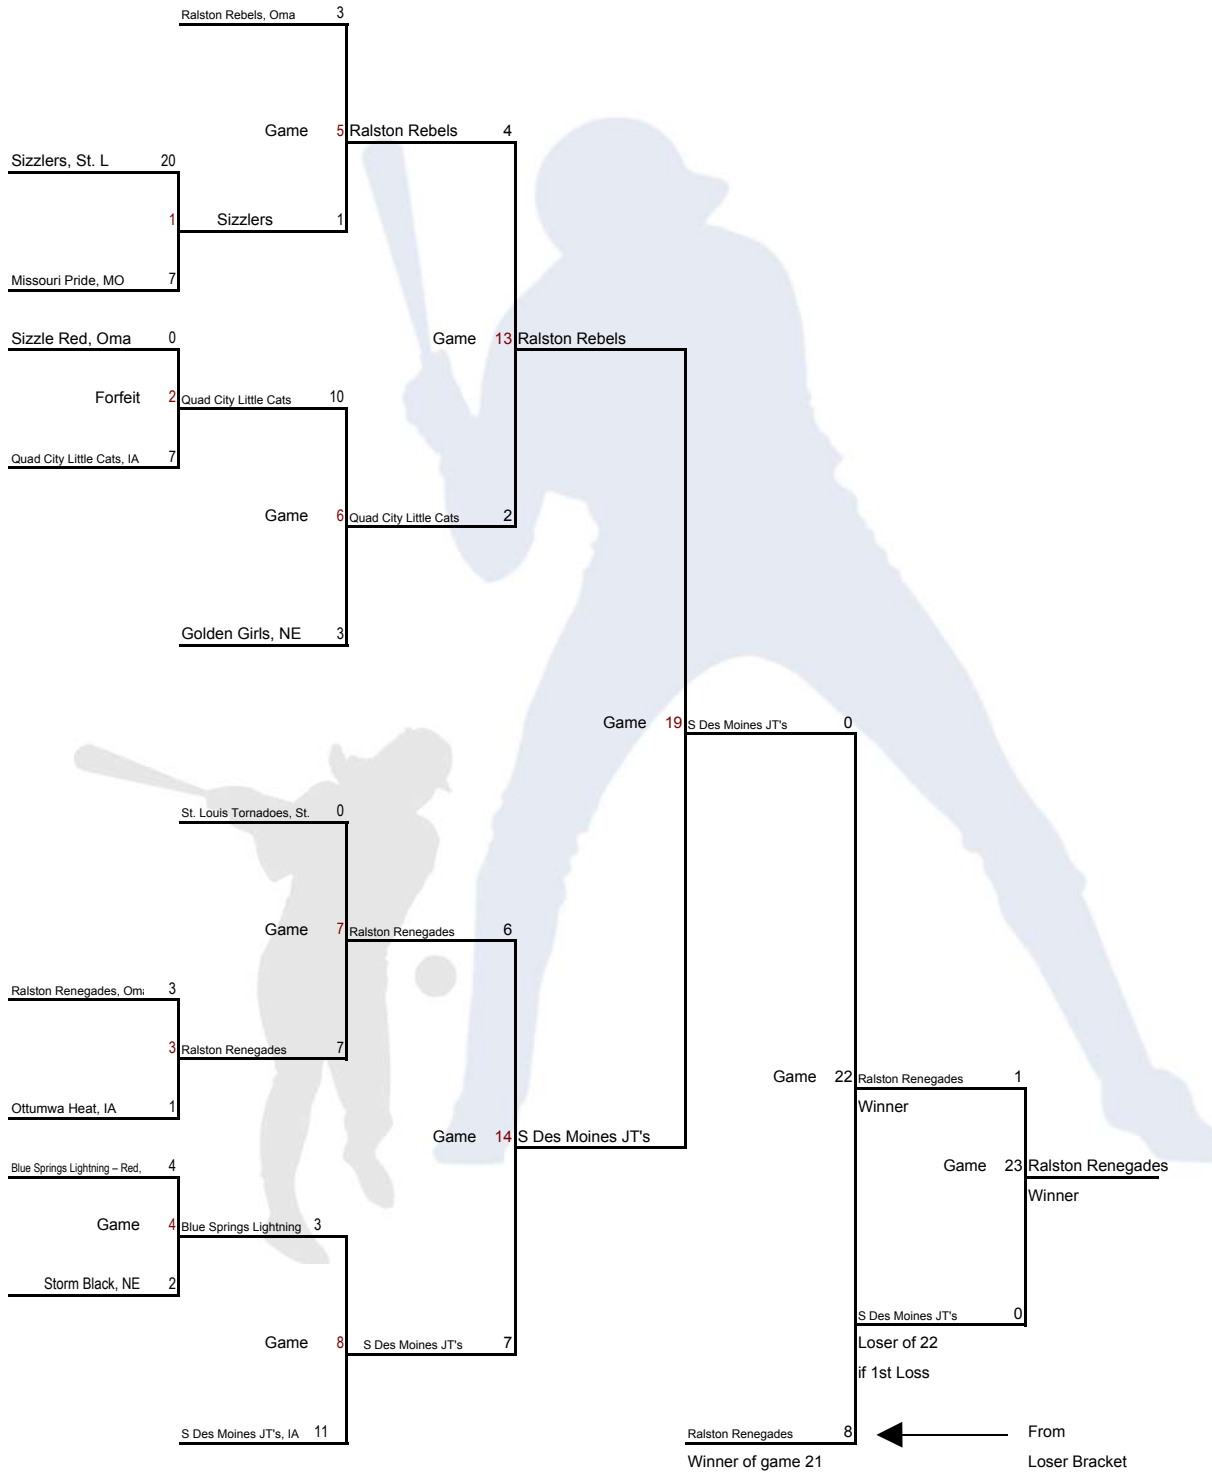 Ralston Rebels, Oma 3
Game 5 Ralston Rebels 4
Sizzlers, St. L 20
1 Sizzlers 1
Missouri Pride, MO 7
Sizzle Red, Oma 0
Game 13 Ralston Rebels
Forfeit 2 Quad City Little Cats 10
Quad City Little Cats, IA 7
Game 6 Quad City Little Cats 2
Golden Girls, NE 3
Game 19 S Des Moines JT's 0
St. Louis Tornadoes, St. 0
Game 7 Ralston Renegades 6
Ralston Renegades, Om 3
3 Ralston Renegades 7
Game 22 Ralston Renegades 1
Ottumwa Heat, IA 1
Winner
Game 14 S Des Moines JT's
Blue Springs Lightning – Red, 4
Game 23 Ralston Renegades
Winner
Game 4 Blue Springs Lightning 3
Storm Black, NE 2
S Des Moines JT's 0
Game 8 S Des Moines JT's 7
Loser of 22
if 1st Loss
S Des Moines JT's, IA 11
Ralston Renegades 8
From
Winner of game 21
Loser Bracket